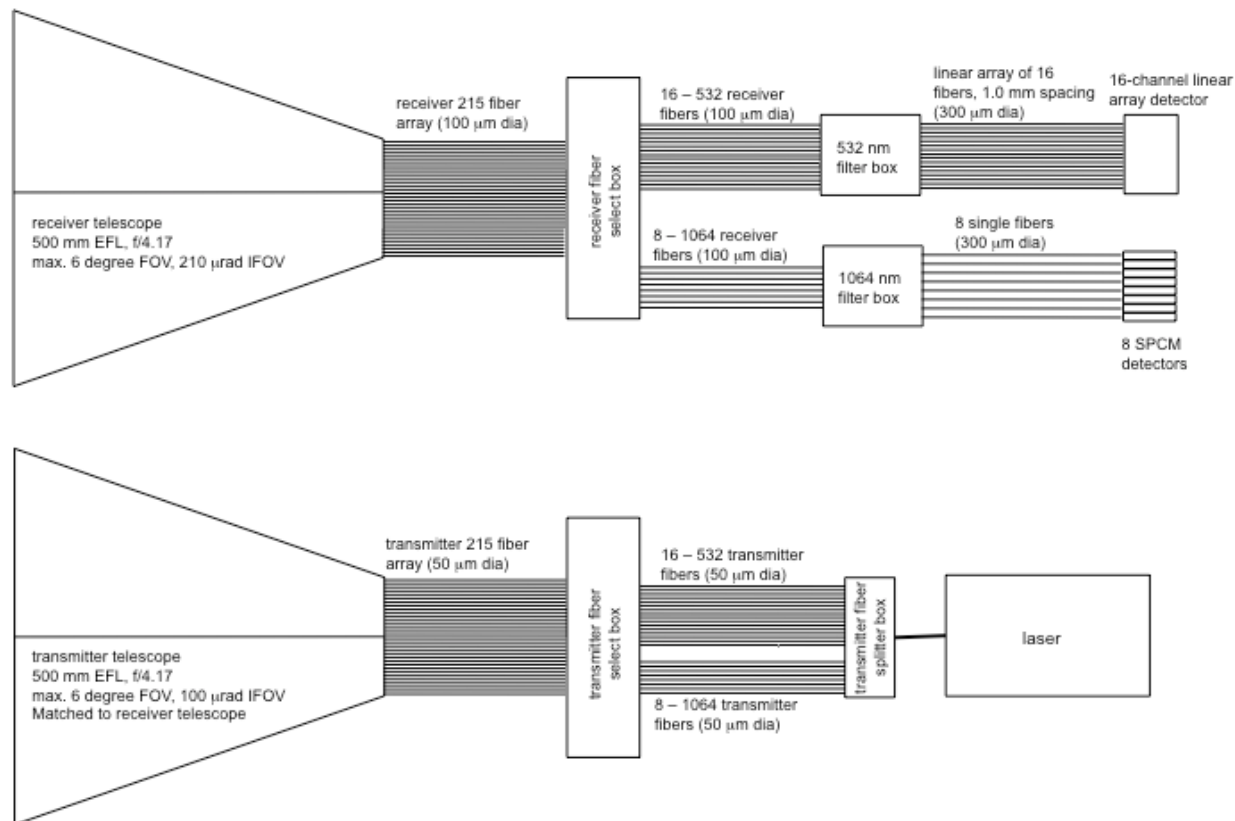 receiver telescope
500 mm EFL, f/4.17
max. 6 degree FOV, 210 μrad IFOV
receiver 215 fiber
array (100 μm dia)
receiver fiber
select box
16 – 532 receiver
fibers (100 μm dia)
532 nm
filter box
linear array of 16
fibers, 1.0 mm spacing
(300 μm dia)
16-channel linear
array detector
8 – 1064 receiver
fibers (100 μm dia)
1064 nm
filter box
8 single fibers
(300 μm dia)
8 SPCM
detectors
transmitter telescope
500 mm EFL, f/4.17
max. 6 degree FOV, 100 μrad IFOV
Matched to receiver telescope
transmitter 215 fiber
array (50 μm dia)
transmitter fiber
select box
16 – 532 transmitter
fibers (50 μm dia)
8 – 1064 transmitter
fibers (50 μm dia)
transmitter fiber
splitter box
laser